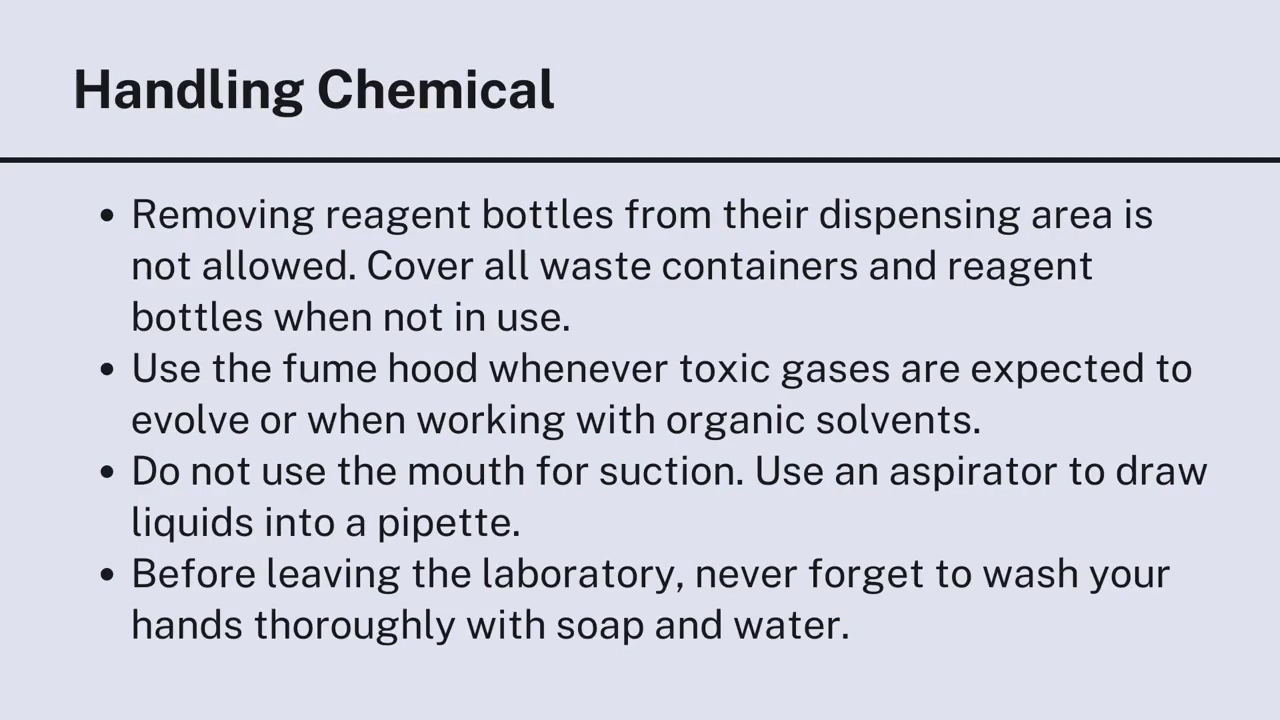 Handling Chemical
• Removing reagent bottles from their dispensing area is
not allowed. Cover all waste containers and reagent
bottles when not in use.
• Use the fume hood whenever toxic gases are expected to
evolve or when working with organic solvents.
• Do not use the mouth for suction. Use an aspirator to draw
liquids into a pipette.
• Before leaving the laboratory, never forget to wash your
hands thoroughly with soap and water.